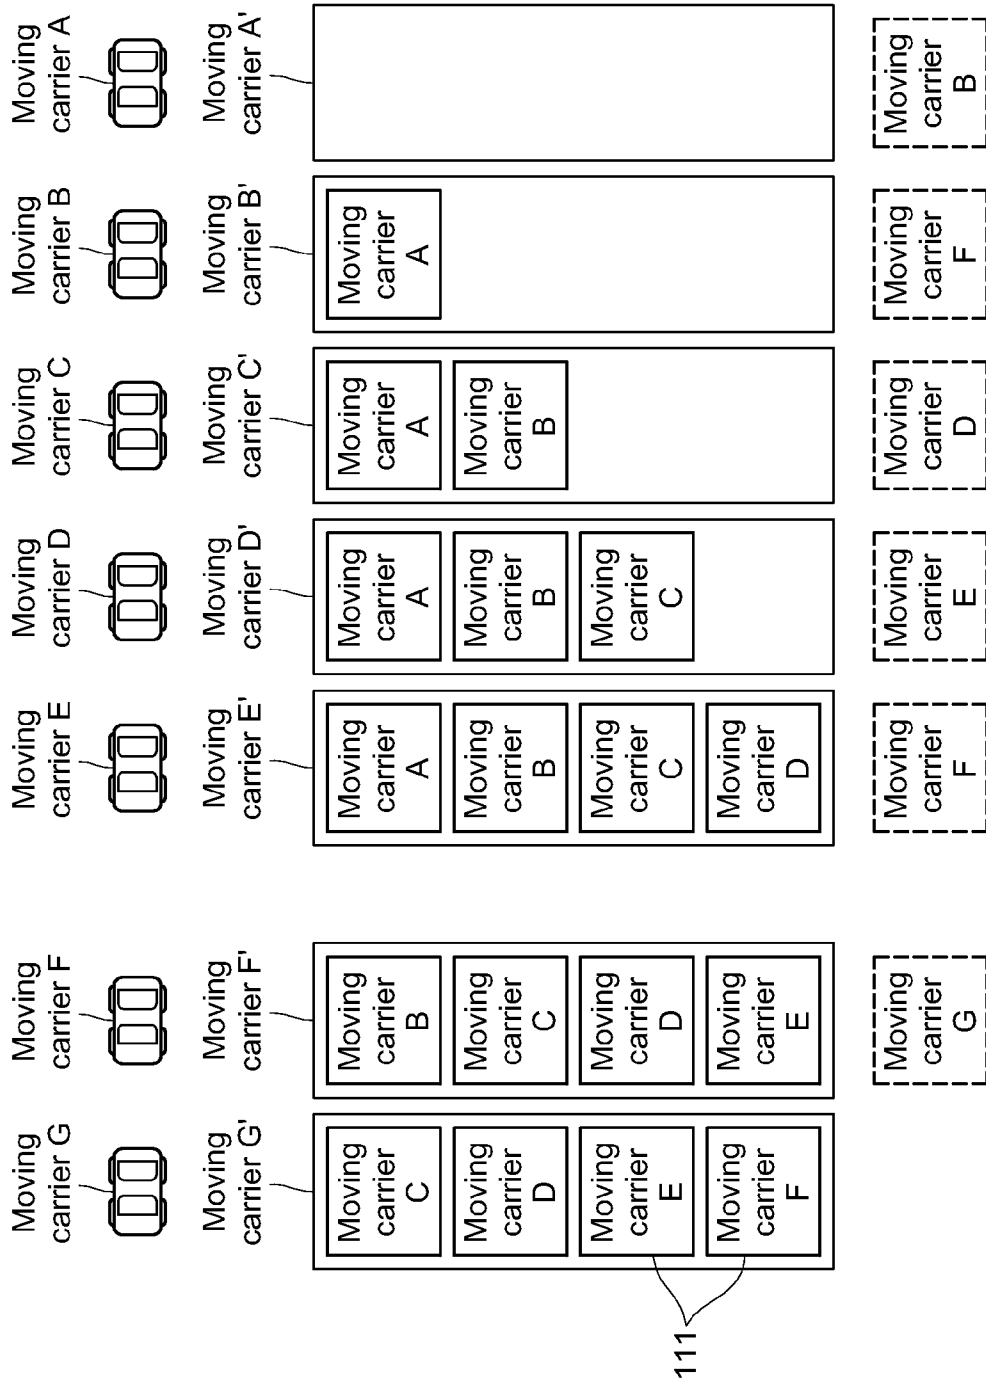 Moving carrier G
Moving carrier F
Moving carrier E
Moving carrier D
Moving carrier C
Moving carrier B
Moving carrier A
Moving carrier G'
Moving carrier F'
Moving carrier E'
Moving carrier D'
Moving carrier C'
Moving carrier B'
Moving carrier A'
Moving carrier C
Moving carrier B
Moving carrier A
Moving carrier A
Moving carrier A
Moving carrier A
Moving carrier D
Moving carrier C
Moving carrier B
Moving carrier B
Moving carrier B
Moving carrier E
Moving carrier D
Moving carrier C
Moving carrier C
111
Moving carrier F
Moving carrier E
Moving carrier D
Moving carrier G
Moving carrier F
Moving carrier E
Moving carrier D
Moving carrier F
Moving carrier B